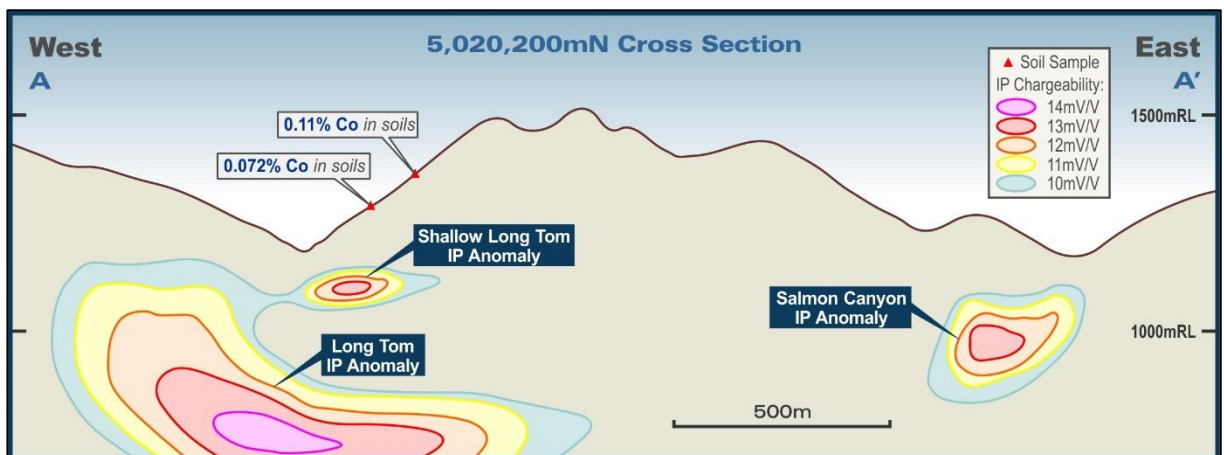 West
A
5,020,200mN Cross Section
East
A'
Soil Sample
IP Chargeability:
14mV/V
13mV/V
12mV/V
11mV/V
10mV/V
1500mRL
0.11% Co in soils
0.072% Co in soils
Shallow Long Tom
IP Anomaly
Salmon Canyon
IP Anomaly
1000mRL
Long Tom
IP Anomaly
500m